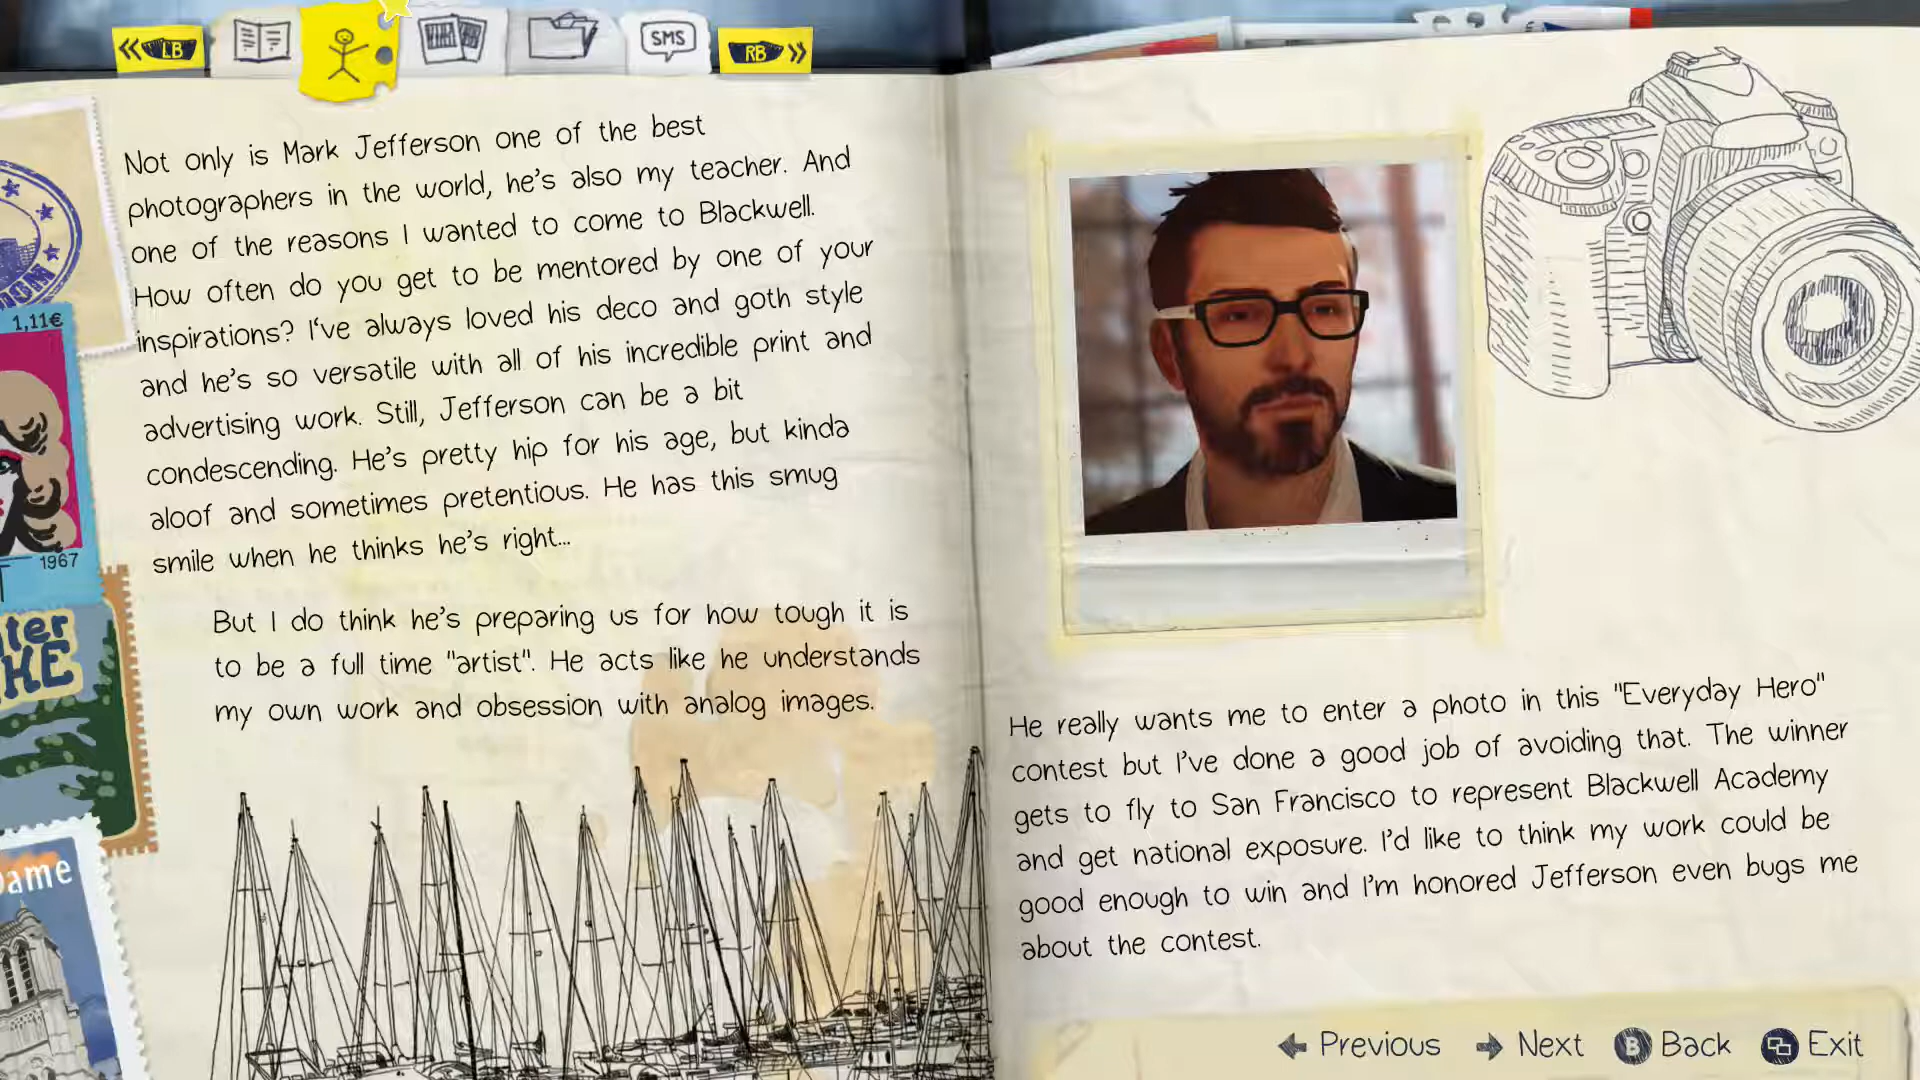 LB
SMS
RB
Not only is Mark Jefferson one of the best
photographers in the world, he's also my teacher. And
one of the reasons I wanted to come to Blackwell.
How often do you get to be mentored by one of your
inspirations? I've always loved his deco and goth style
and he's so versatile with all of his incredible print and
advertising work. Still, Jefferson can be a bit
condescending. He's pretty hip for his age, but kinda
aloof and sometimes pretentious. He has this smug
smile when he thinks he's right...
But I do think he's preparing us for how tough it is
to be a full time "artist". He acts like he understands
my own work and obsession with analog images.
1,11€
1967
He really wants me to enter a photo in this "Everyday Hero"
contest but I've done a good job of avoiding that. The winner
gets to fly to San Francisco to represent Blackwell Academy
and get national exposure. I'd like to think my work could be
good enough to win and I'm honored Jefferson even bugs me
about the contest.
Previous
Next
B Back
Exit